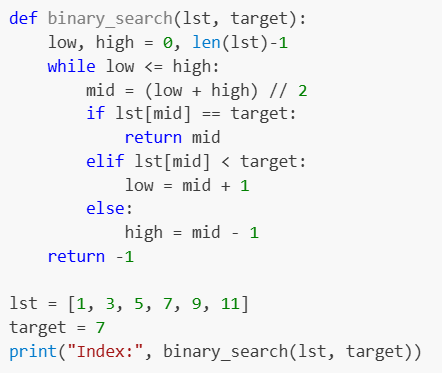 def binary_search(lst, target):
    low, high = 0, len(lst)-1
    while low <= high:
        mid = (low + high) // 2
        if lst[mid] == target:
            return mid
        elif lst[mid] < target:
            low = mid + 1
        else:
            high = mid - 1
    return -1

lst = [1, 3, 5, 7, 9, 11]
target = 7
print("Index:", binary_search(lst, target))